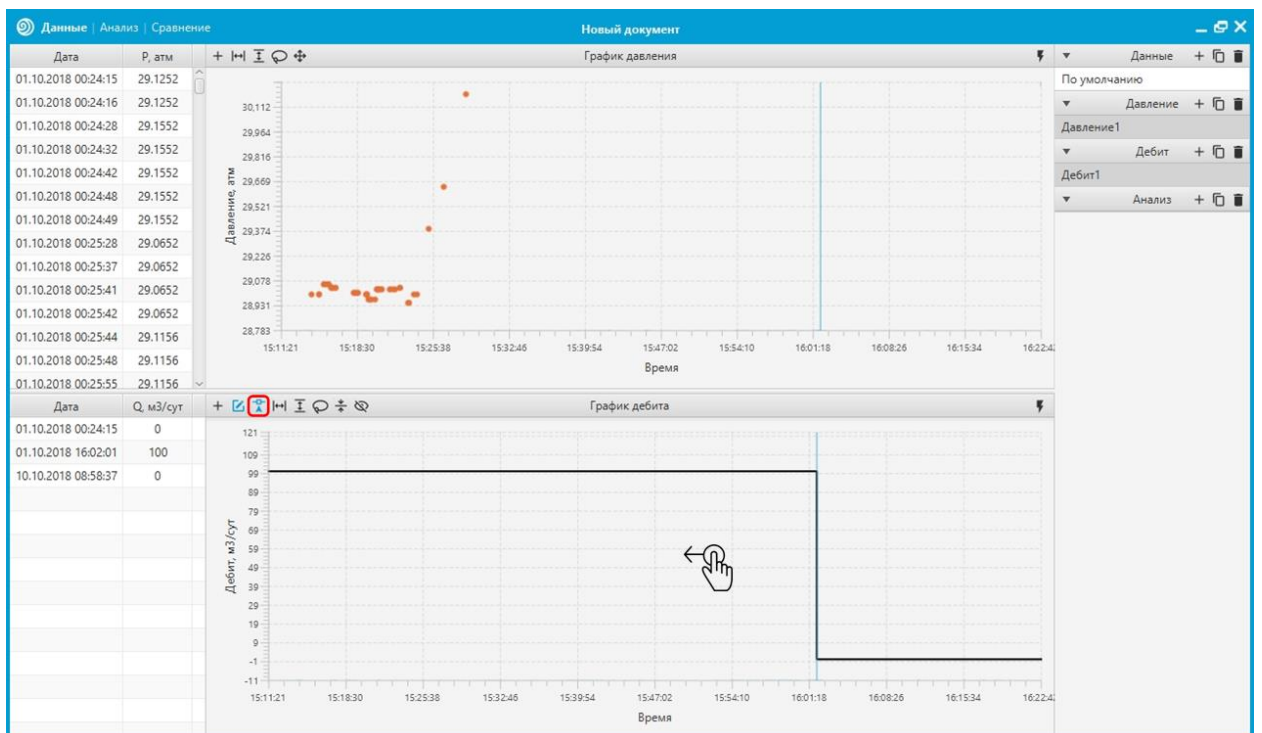 Данные | Анализ | Сравнение
Новый документ
Дата P, атм
01.10.2018 00:24:15 29.1252
01.10.2018 00:24:16 29.1252
01.10.2018 00:24:28 29.1552
01.10.2018 00:24:32 29.1552
01.10.2018 00:24:42 29.1552
01.10.2018 00:24:48 29.1552
01.10.2018 00:24:49 29.1552
01.10.2018 00:25:28 29.0652
01.10.2018 00:25:37 29.0652
01.10.2018 00:25:41 29.0652
01.10.2018 00:25:42 29.0652
01.10.2018 00:25:44 29.1156
01.10.2018 00:25:48 29.1156
01.10.2018 00:25:55 29.1156
График давления
Давление, атм
30,112
29,964
29,816
29,669
29,521
29,374
29,226
29,078
28,931
28,783
15:11:21 15:18:30 15:25:38 15:32:46 15:39:54 15:47:02 15:54:10 16:01:18 16:08:26 16:15:34 16:22:42
Время
Данные
По умолчанию
Давление
Давление1
Дебит
Дебит1
Анализ
Дата Q, м3/сут
01.10.2018 00:24:15 0
01.10.2018 16:02:01 100
10.10.2018 08:58:37 0
График дебита
Дебит, м3/сут
121
109
99
89
79
69
59
49
39
29
19
9
-1
-11
15:11:21 15:18:30 15:25:38 15:32:46 15:39:54 15:47:02 15:54:10 16:01:18 16:08:26 16:15:34 16:22:42
Время